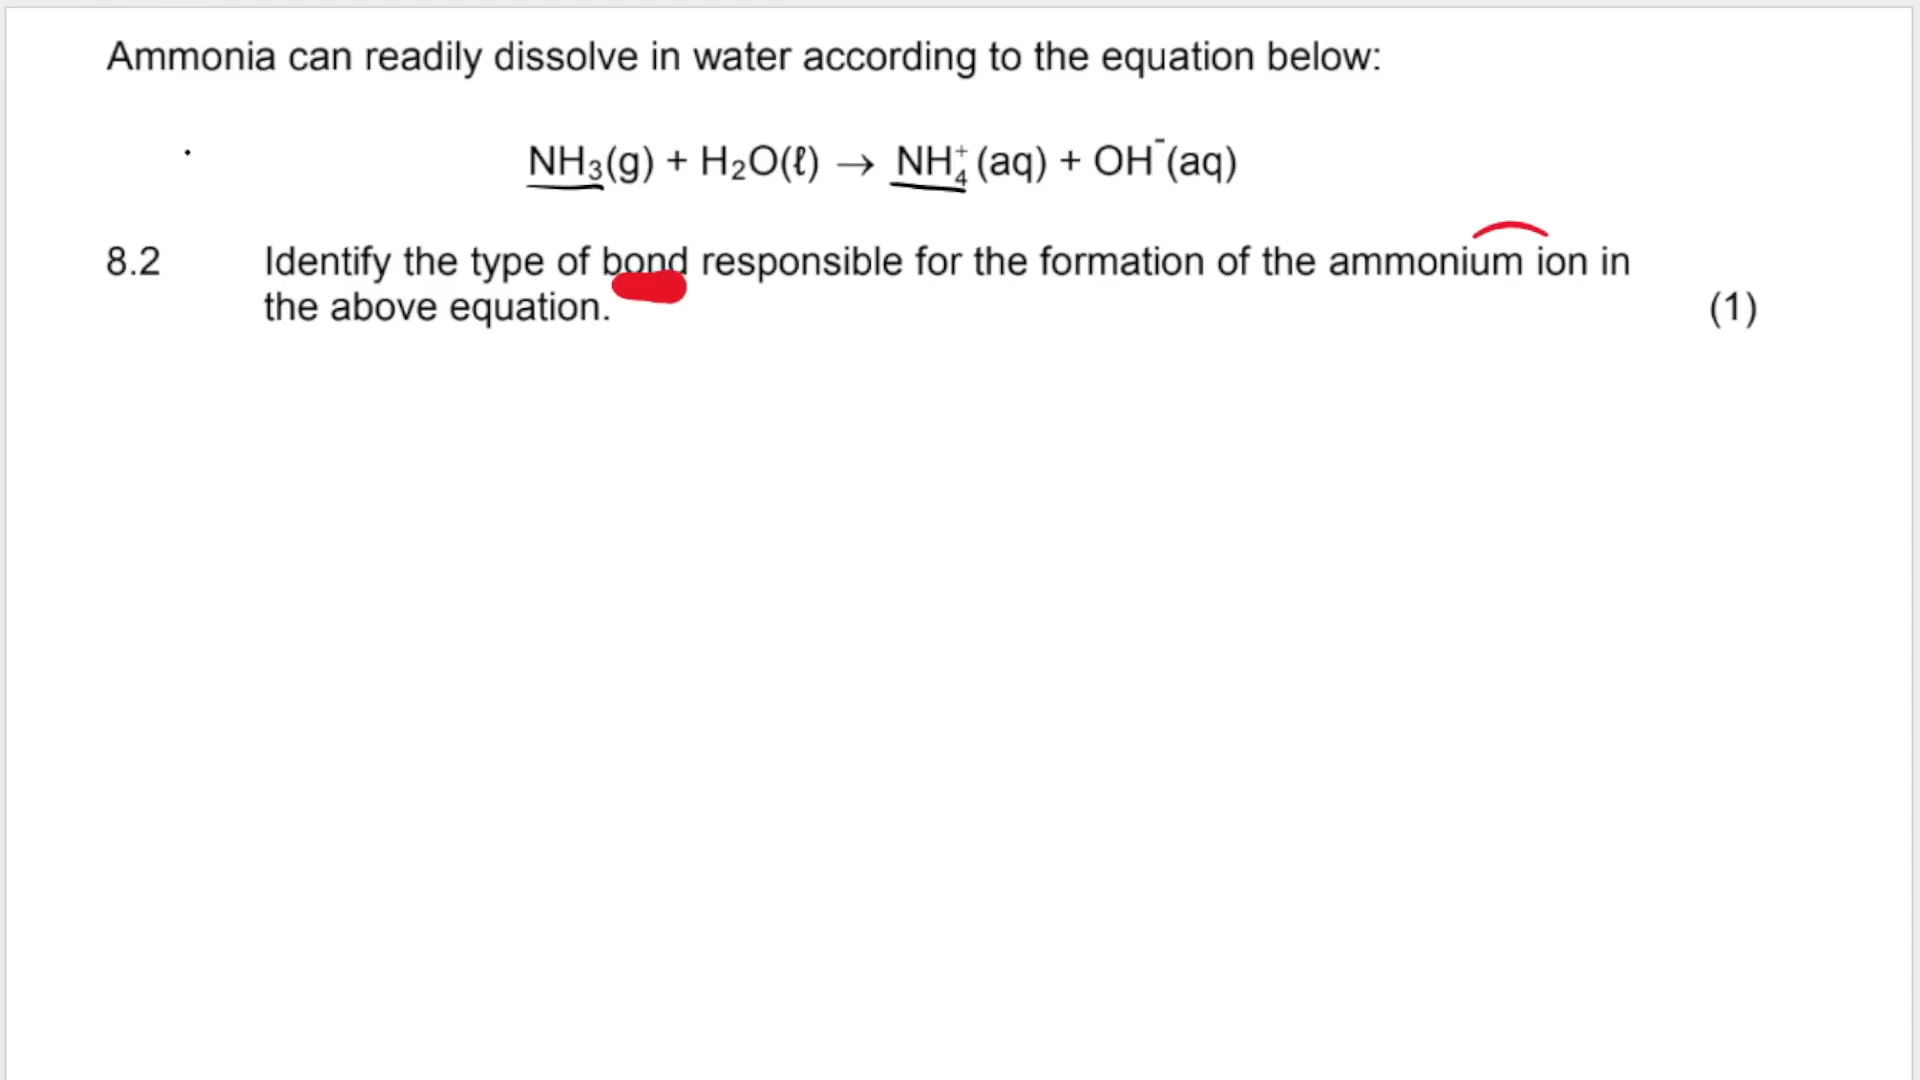 Ammonia can readily dissolve in water according to the equation below:
NH₃(g) + H₂O(ℓ) → NH₄⁺(aq) + OH⁻(aq)
8.2 Identify the type of bond responsible for the formation of the ammonium ion in
the above equation. (1)